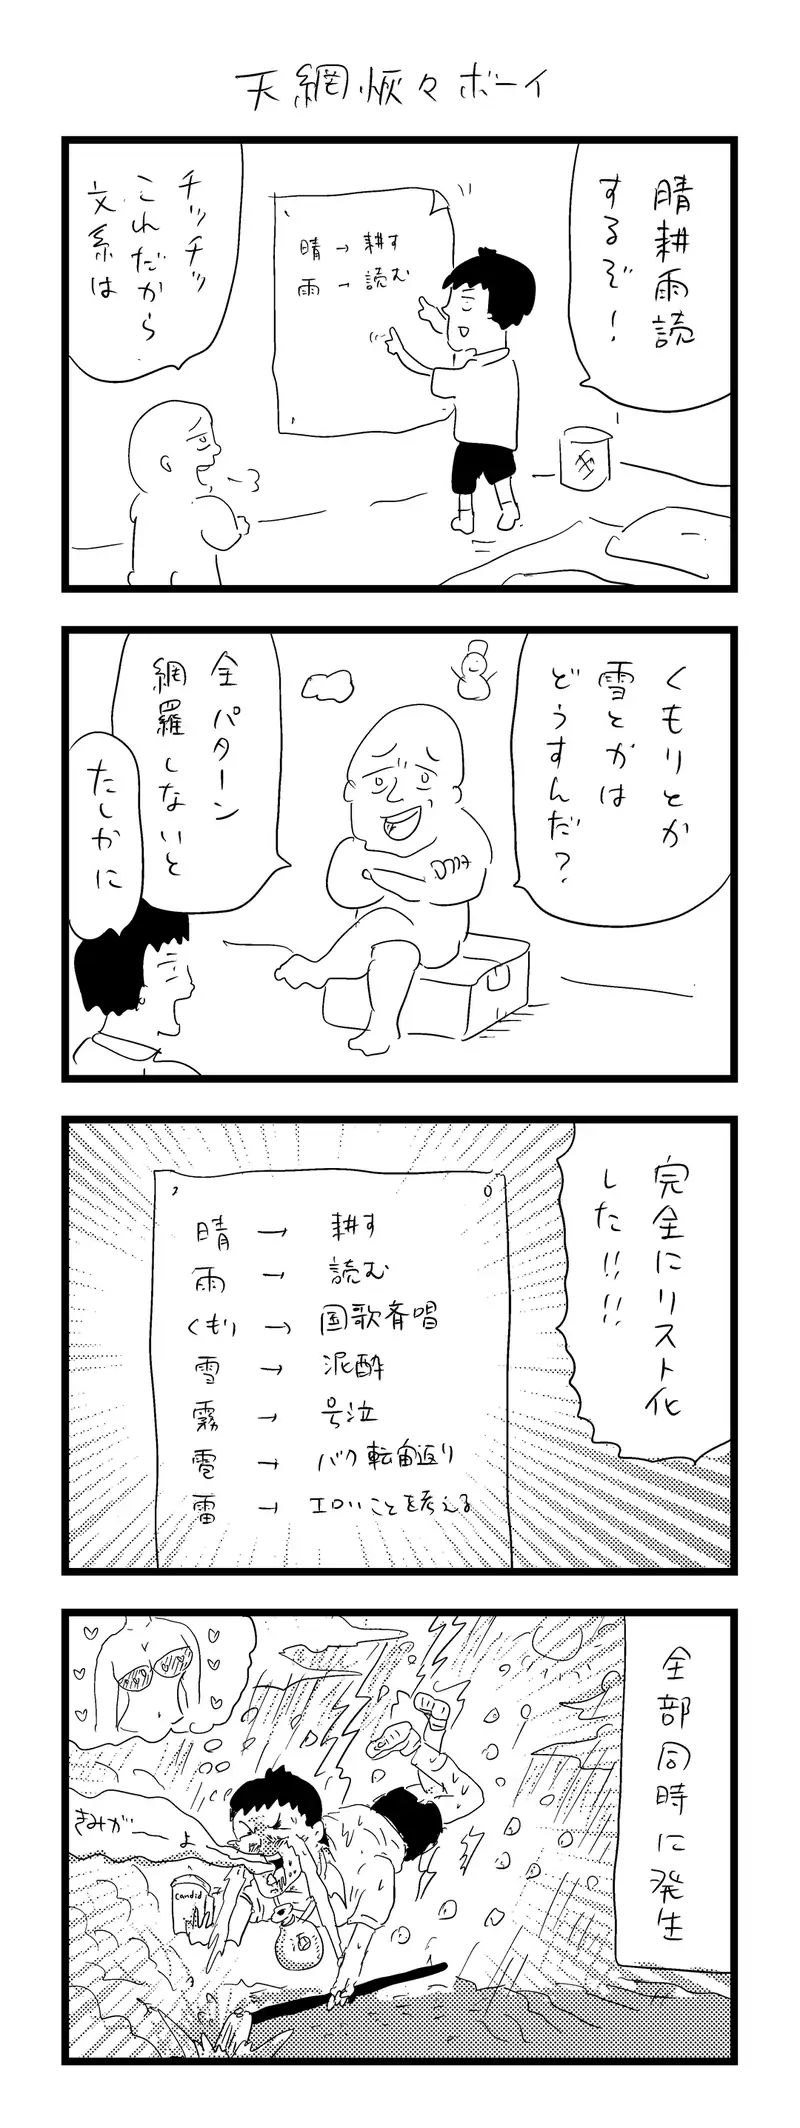 天網恢々ボーイ
晴耕雨読
するぞ!
晴→耕す
雨→読む
チッチッ
これだから
文系は
くもりとか
雪とかは
どうすんだ?
全パターン
網羅しないと
たしかに
完全にリスト化
した!!!!
晴→耕す
雨→読む
くもり→国歌斉唱
雪→泥酔
霧→号泣
雹→バク転宙返り
雷→エロいことを考える
全部同時に発生
きみがーよ
candid
酒